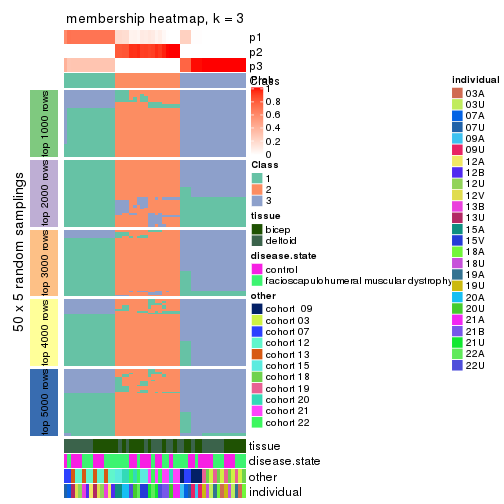 membership heatmap, k = 3
p1
p2
p3
Class
Class
1
0.8
0.6
0.4
0.2
0
Class
1
2
3
tissue
bicep
deltoid
disease.state
control
facioscapulohumeral muscular dystrophy
other
cohort 09
cohort 03
cohort 07
cohort 12
cohort 13
cohort 15
cohort 18
cohort 19
cohort 20
cohort 21
cohort 22
individual
03A
03U
07A
07U
09A
09U
12A
12B
12U
12V
13B
13U
15A
15V
18A
18U
19A
19U
20A
20U
21A
21B
21U
22A
22U
50 x 5 random samplings
top 1000 rows
top 2000 rows
top 3000 rows
top 4000 rows
top 5000 rows
tissue
disease.state
other
individual